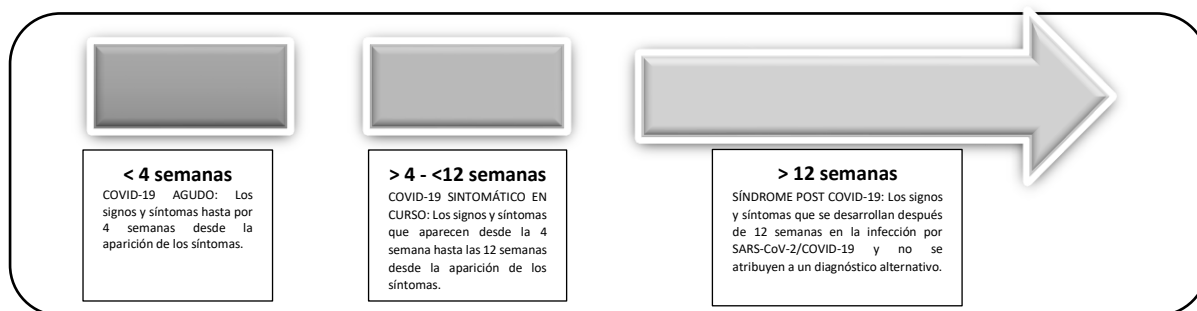 < 4 semanas
COVID-19 AGUDO: Los
signos y síntomas hasta por
4 semanas desde la
aparición de los síntomas.
> 4 - <12 semanas
COVID-19 SINTOMÁTICO EN
CURSO: Los signos y síntomas
que aparecen desde la 4
semana hasta las 12 semanas
desde la aparición de los
síntomas.
> 12 semanas
SÍNDROME POST COVID-19: Los signos
y síntomas que se desarrollan después
de 12 semanas en la infección por
SARS-CoV-2/COVID-19 y no se
atribuyen a un diagnóstico alternativo.